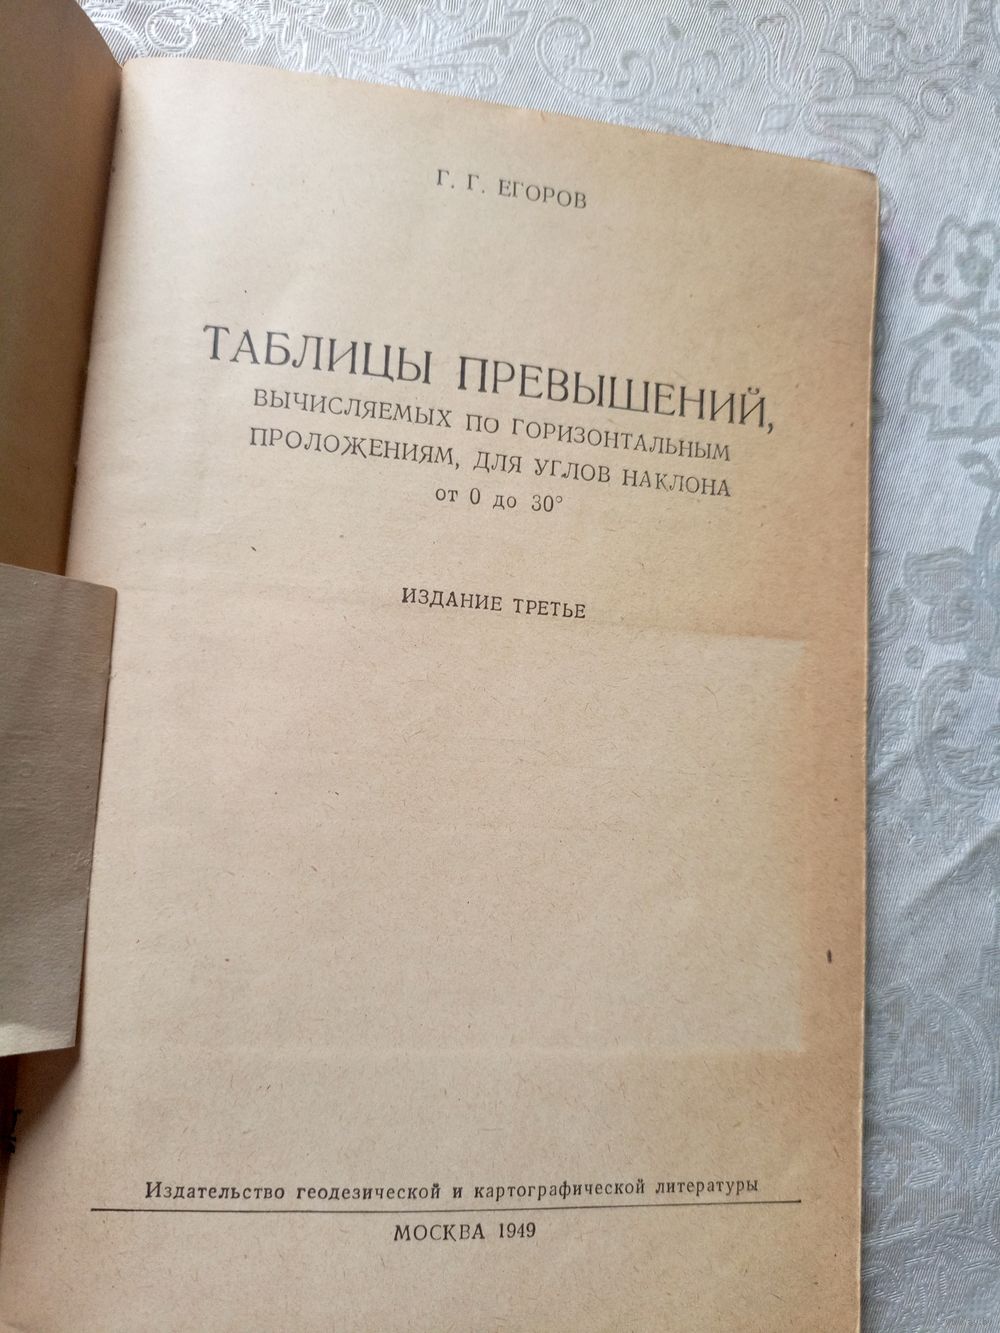 Г. Г. ЕГОРОВ
ТАБЛИЦЫ ПРЕВЫШЕНИЙ,
ВЫЧИСЛЯЕМЫХ ПО ГОРИЗОНТАЛЬНЫМ
ПРОЛОЖЕНИЯМ, ДЛЯ УГЛОВ НАКЛОНА
от 0 до 30°
ИЗДАНИЕ ТРЕТЬЕ
Издательство геодезической и картографической литературы
МОСКВА 1949